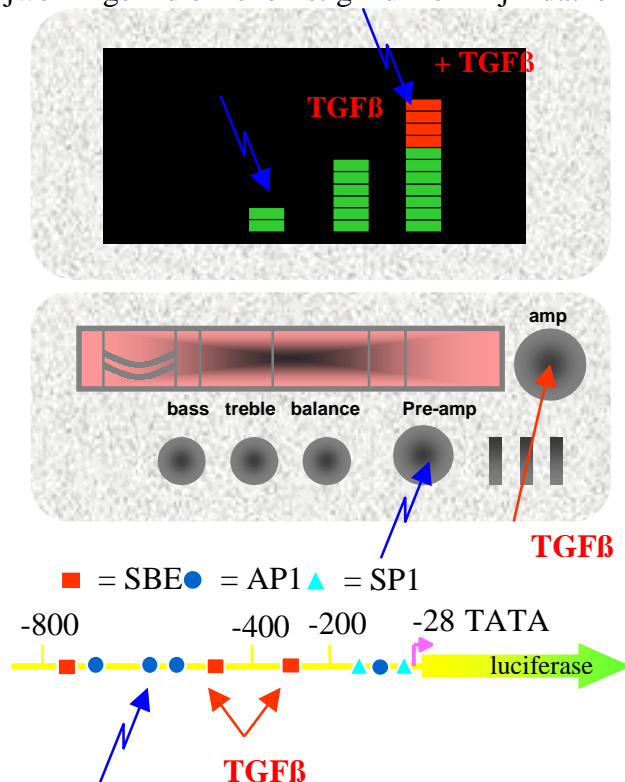 + TGFß
TGFß
amp
bass treble balance Pre-amp
TGFß
= SBE = AP1 = SP1
-800 -400 -200 -28 TATA
luciferase
TGFß